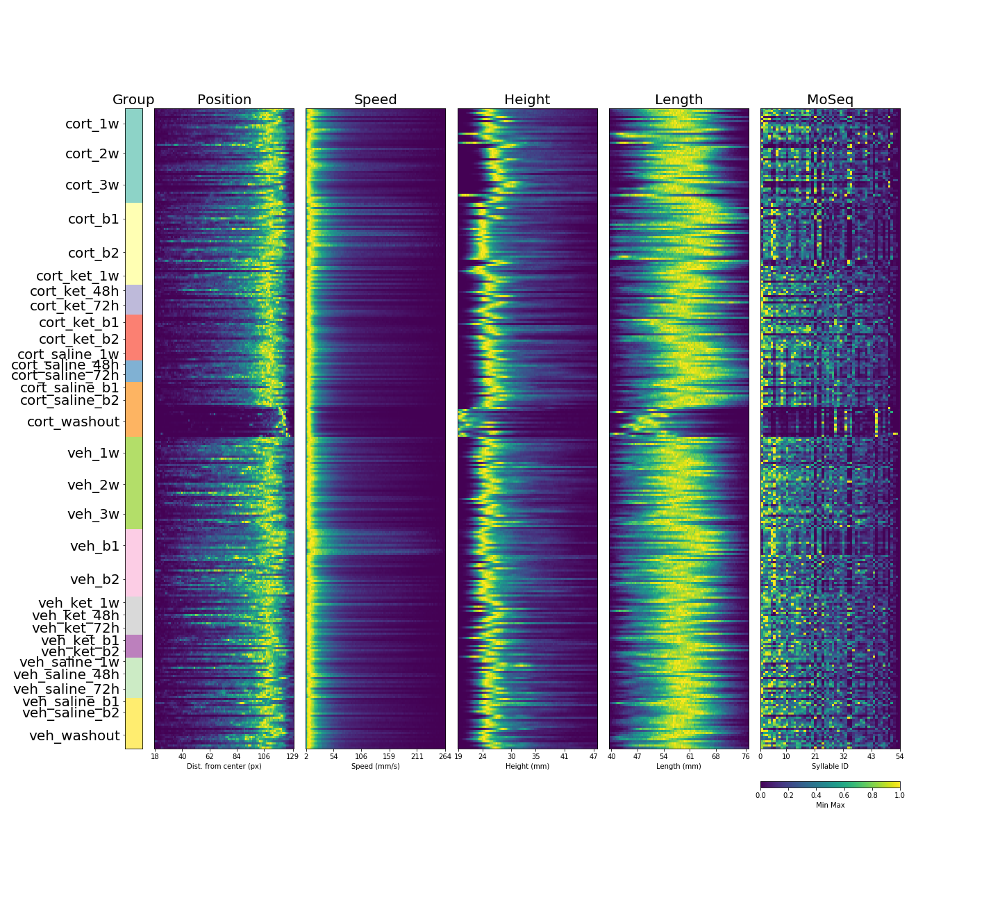 Group Position Speed Height Length MoSeq
cort_1w
cort_2w
cort_3w
cort_b1
cort_b2
cort_ket_1w
cort_ket_48h
cort_ket_72h
cort_ket_b1
cort_ket_b2
cort_saline_1w
cort_saline_48h
cort_saline_72h
cort_saline_b1
cort_saline_b2
cort_washout
veh_1w
veh_2w
veh_3w
veh_b1
veh_b2
veh_ket_1w
veh_ket_48h
veh_ket_72h
veh_ket_b1
veh_ket_b2
veh_saline_1w
veh_saline_48h
veh_saline_72h
veh_saline_b1
veh_saline_b2
veh_washout
18 40 62 84 106 129 2 54 106 159 211 264 19 24 30 35 41 47 40 47 54 61 68 76 0 10 21 32 43 54
Dist. from center (px) Speed (mm/s) Height (mm) Length (mm) Syllable ID
0.0 0.2 0.4 0.6 0.8 1.0
Min Max